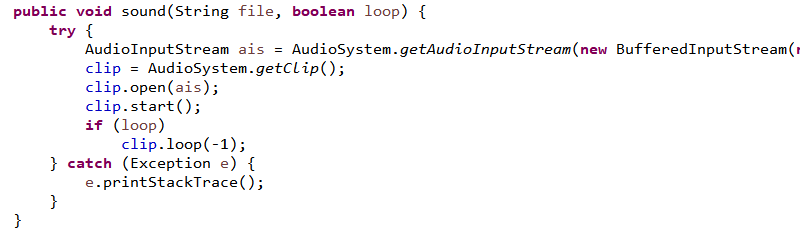 public void sound(String file, boolean loop) {
try {
AudioInputStream ais = AudioSystem.getAudioInputStream(new BufferedInputStream(
clip = AudioSystem.getClip();
clip.open(ais);
clip.start();
if (loop)
clip.loop(-1);
} catch (Exception e) {
e.printStackTrace();
}
}